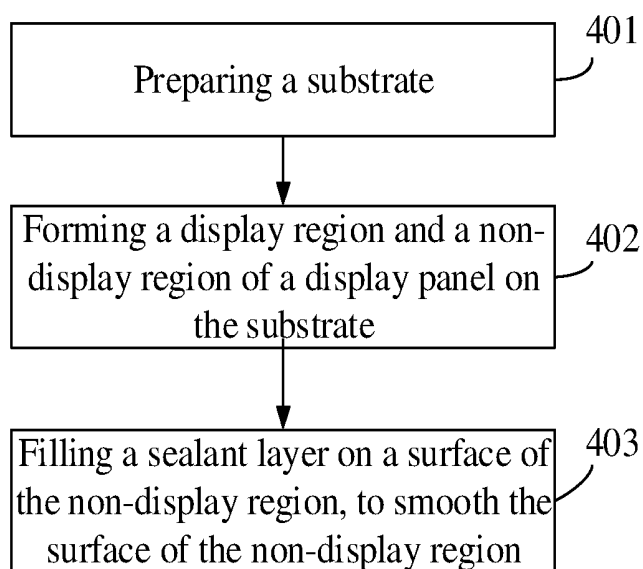 401
Preparing a substrate
Forming a display region and a non-
display region of a display panel on
the substrate
402
Filling a sealant layer on a surface of
the non-display region, to smooth the
surface of the non-display region
403